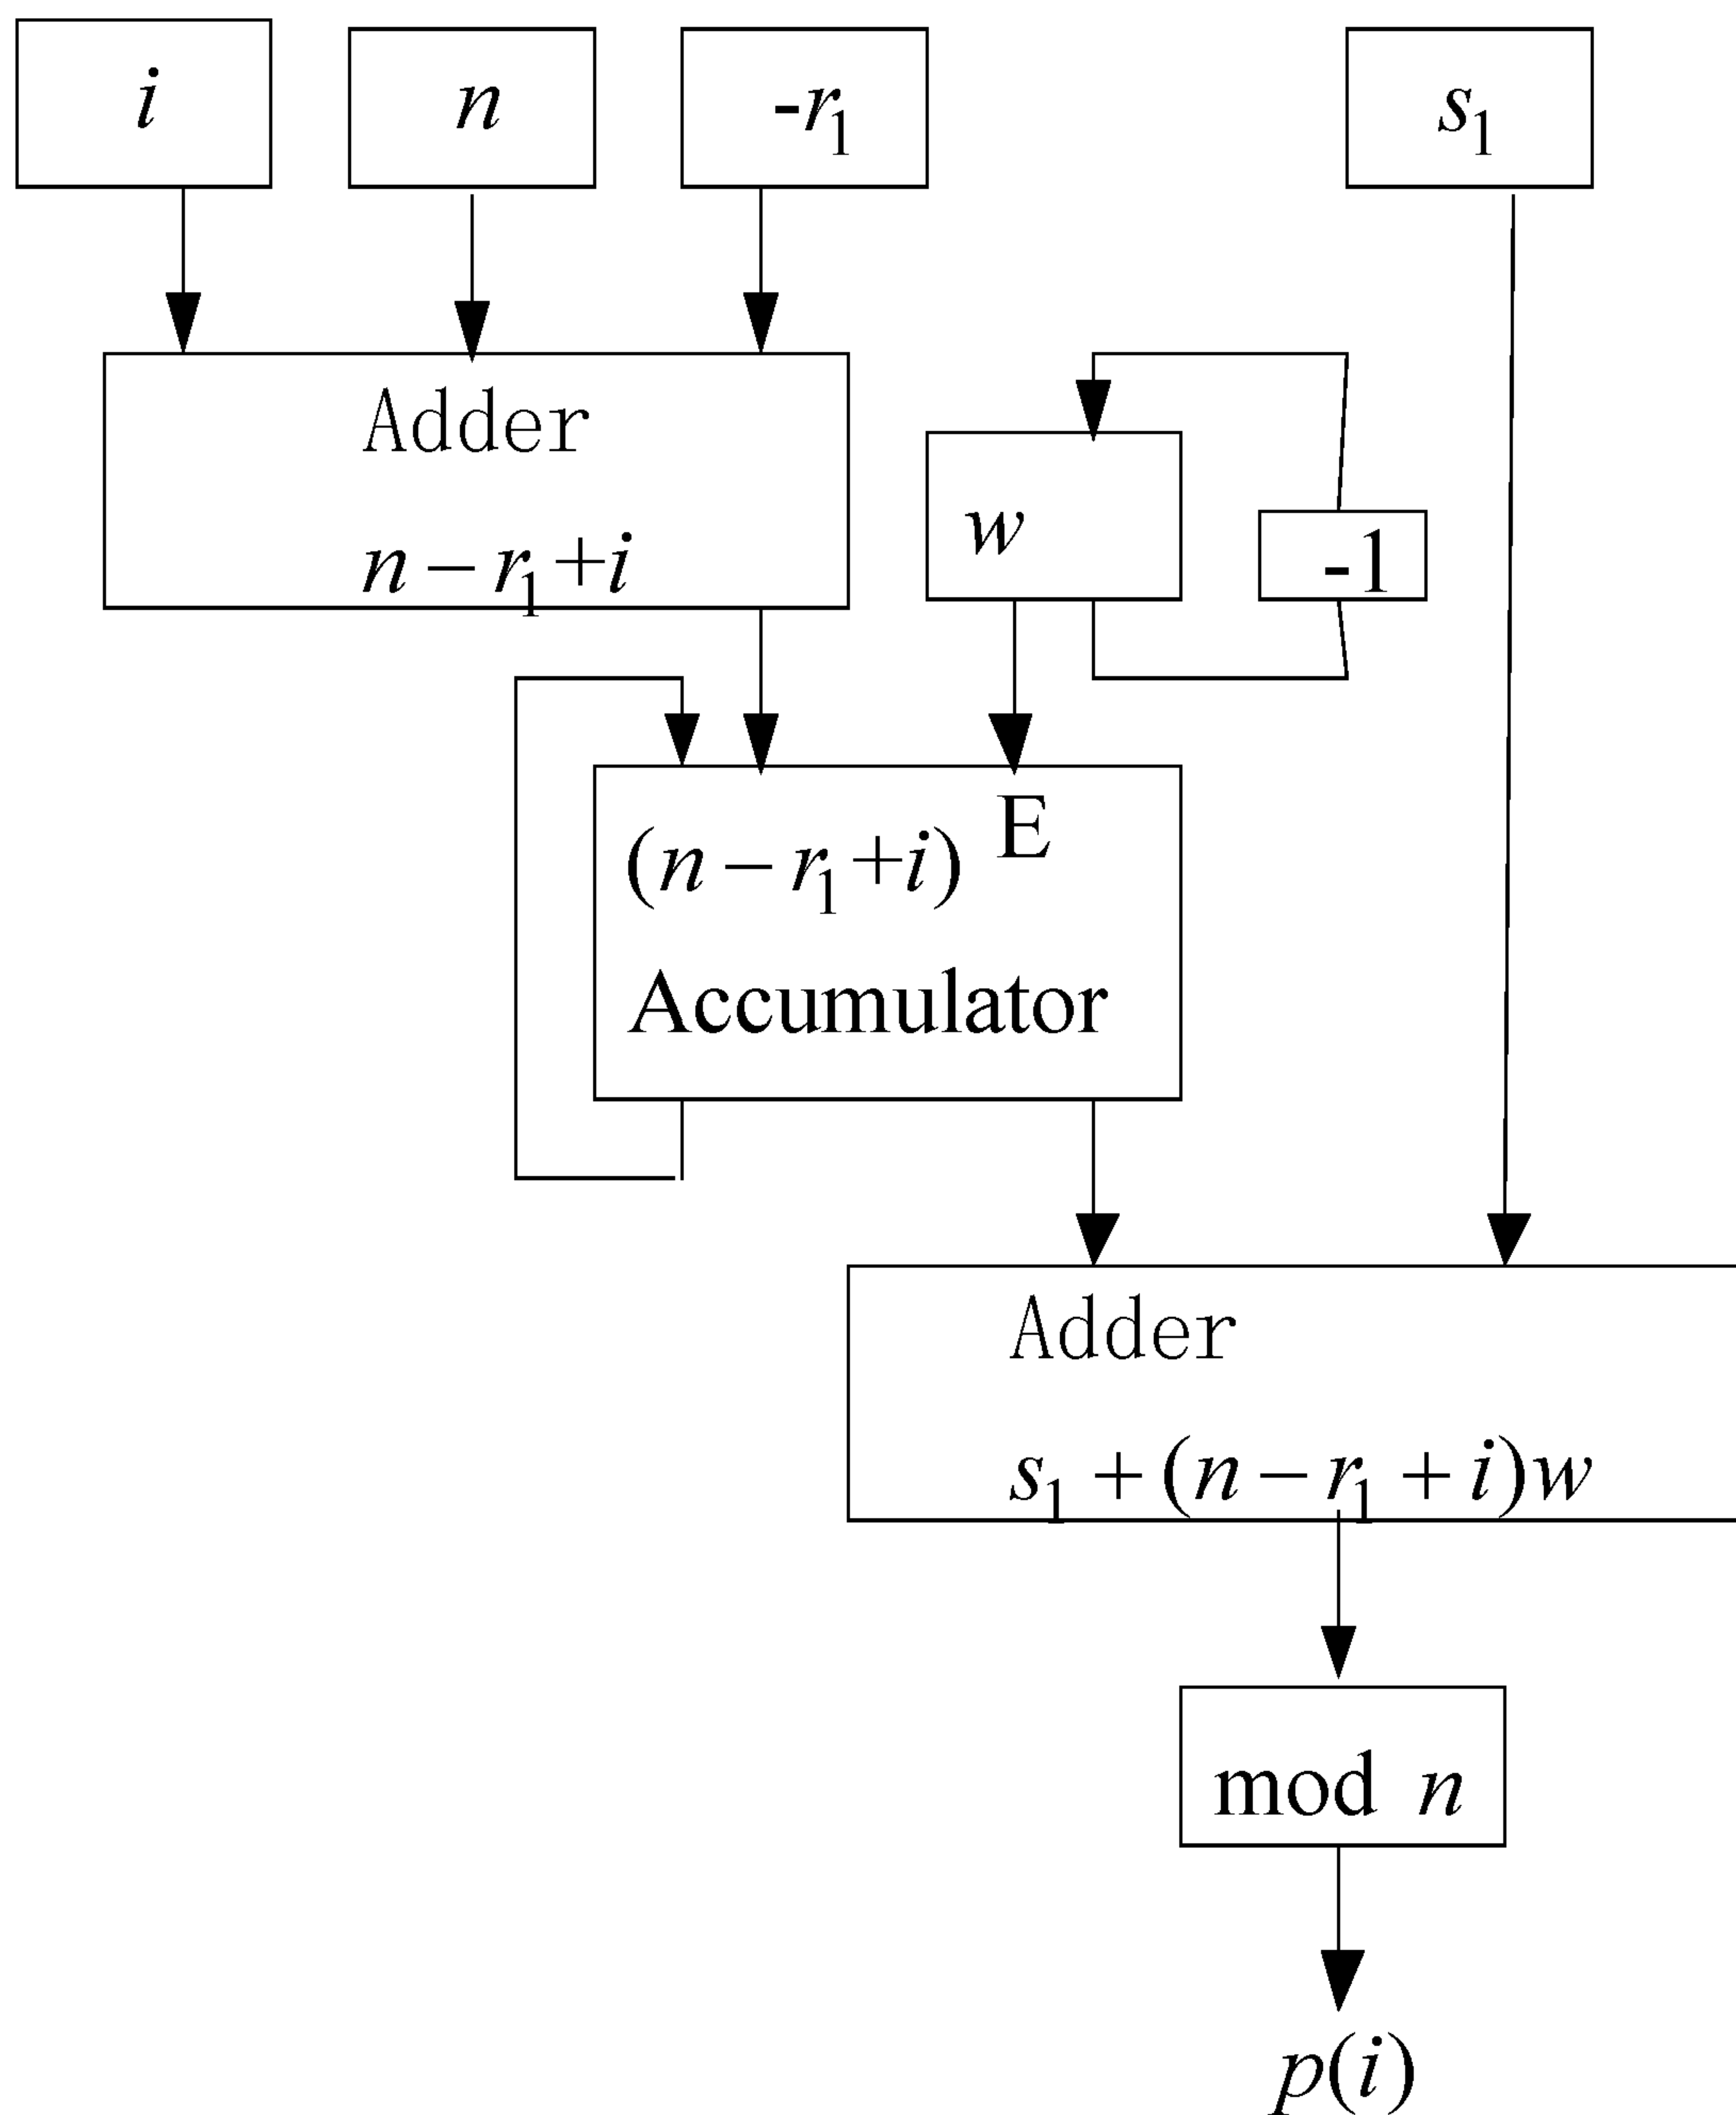 i
n
-r₁
s₁
Adder
n − r₁ + i
w
-1
(n − r₁ + i) E
Accumulator
Adder
s₁ + (n − r₁ + i)w
mod n
p(i)